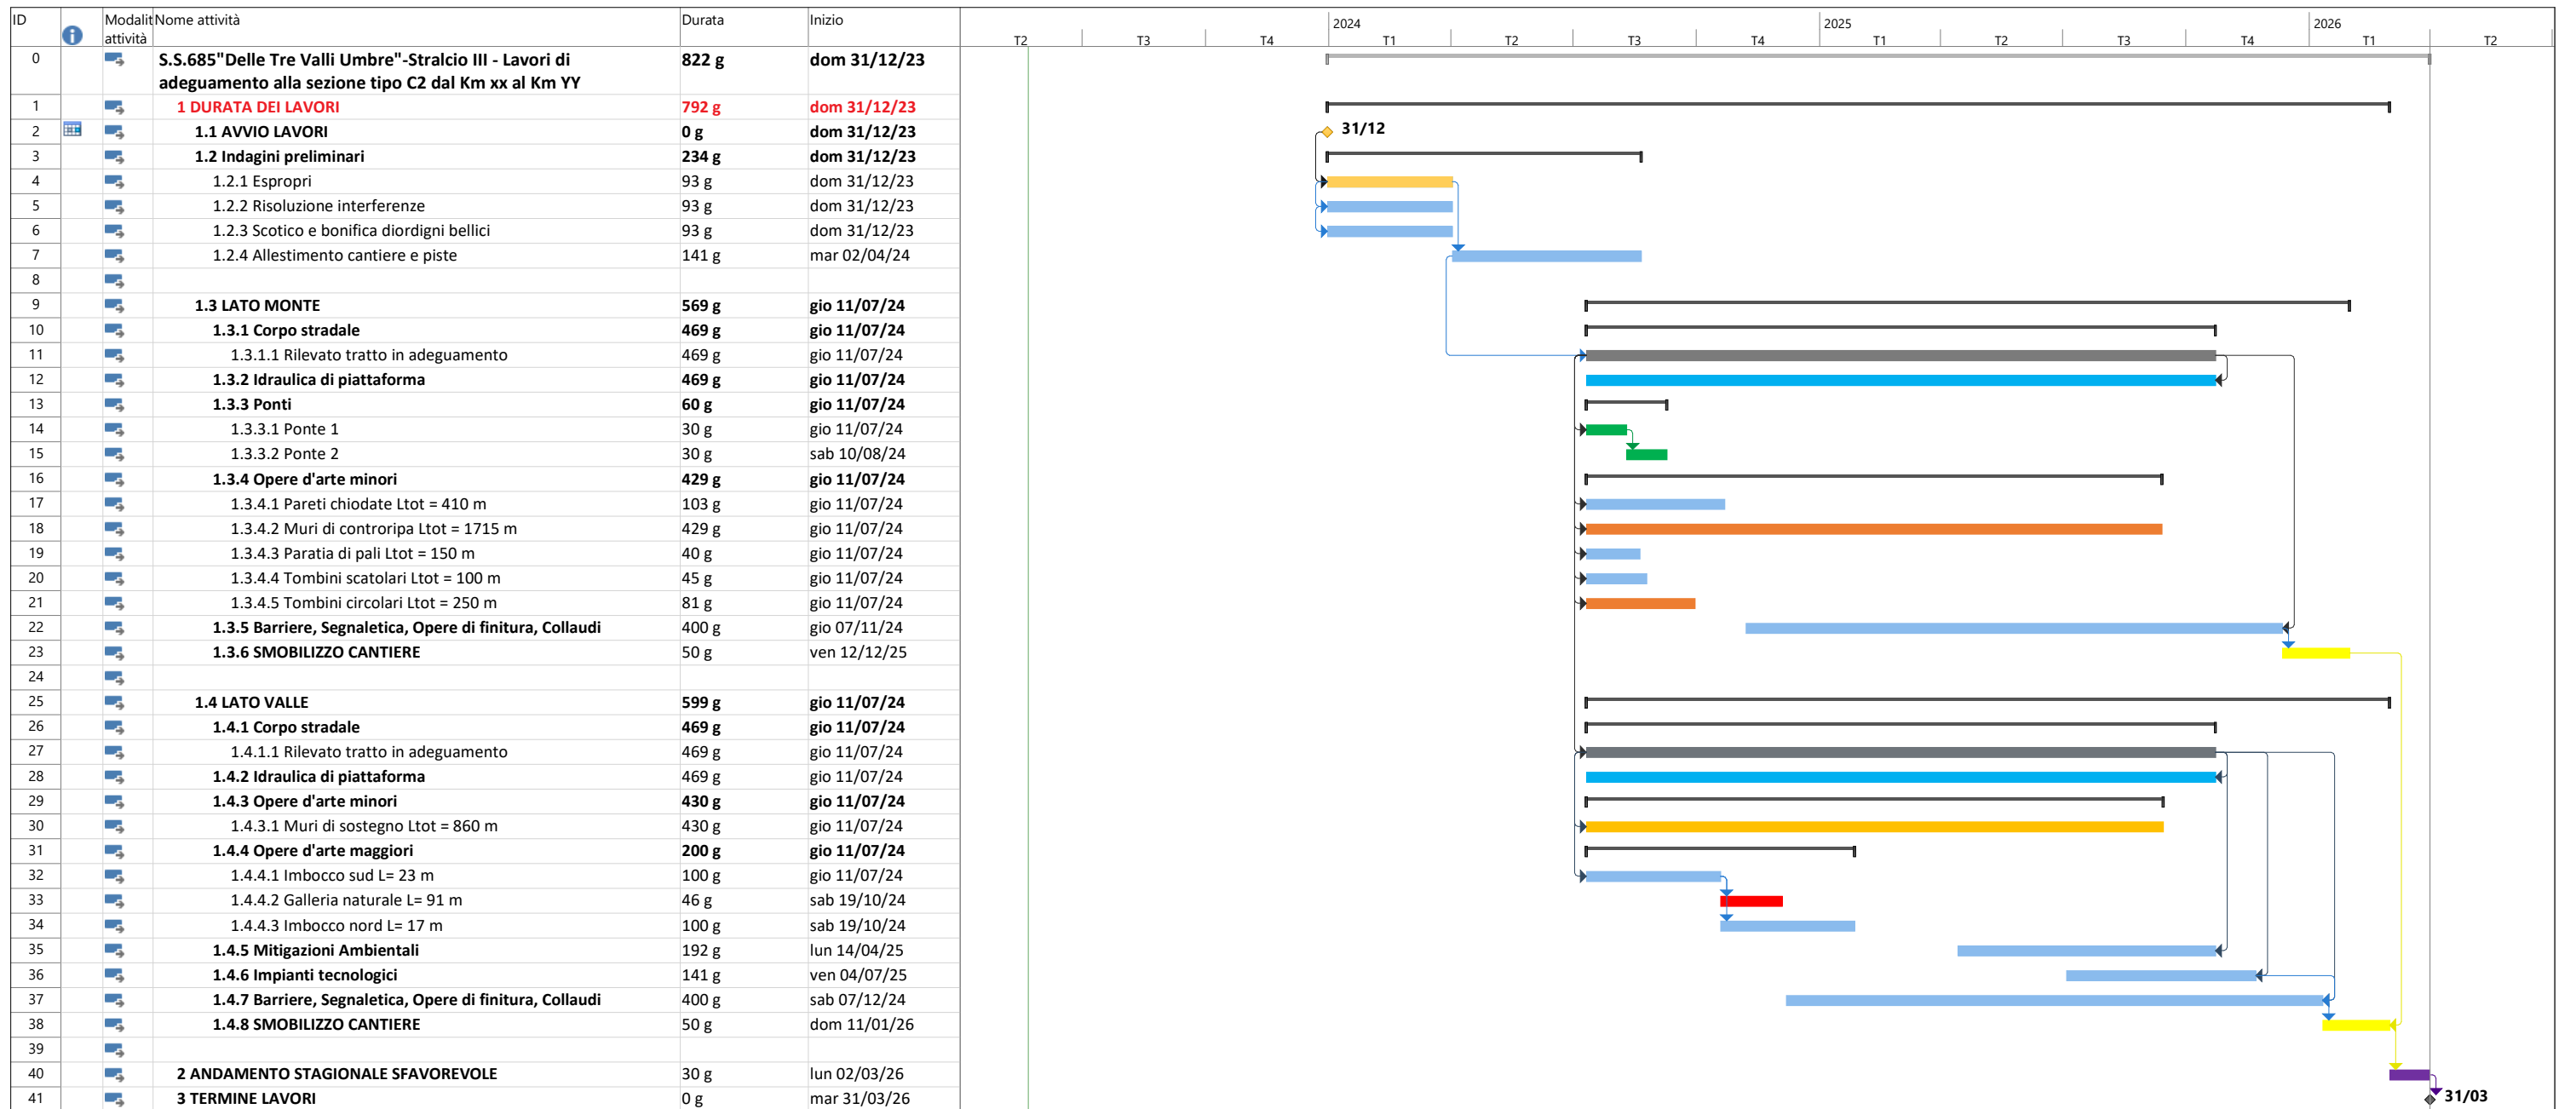 ID Modalit Nome attività Durata Inizio 2024 2025 2026
attività T2 T3 T4 T1 T2 T3 T4 T1 T2 T3 T4 T1 T2
0 S.S.685"Delle Tre Valli Umbre"-Stralcio III - Lavori di 822 g dom 31/12/23
adeguamento alla sezione tipo C2 dal Km xx al Km YY
1 1 DURATA DEI LAVORI 792 g dom 31/12/23
2 1.1 AVVIO LAVORI 0 g dom 31/12/23 31/12
3 1.2 Indagini preliminari 234 g dom 31/12/23
4 1.2.1 Espropri 93 g dom 31/12/23
5 1.2.2 Risoluzione interferenze 93 g dom 31/12/23
6 1.2.3 Scotico e bonifica diordigni bellici 93 g dom 31/12/23
7 1.2.4 Allestimento cantiere e piste 141 g mar 02/04/24
8
9 1.3 LATO MONTE 569 g gio 11/07/24
10 1.3.1 Corpo stradale 469 g gio 11/07/24
11 1.3.1.1 Rilevato tratto in adeguamento 469 g gio 11/07/24
12 1.3.2 Idraulica di piattaforma 469 g gio 11/07/24
13 1.3.3 Ponti 60 g gio 11/07/24
14 1.3.3.1 Ponte 1 30 g gio 11/07/24
15 1.3.3.2 Ponte 2 30 g sab 10/08/24
16 1.3.4 Opere d'arte minori 429 g gio 11/07/24
17 1.3.4.1 Pareti chiodate Ltot = 410 m 103 g gio 11/07/24
18 1.3.4.2 Muri di controripa Ltot = 1715 m 429 g gio 11/07/24
19 1.3.4.3 Paratia di pali Ltot = 150 m 40 g gio 11/07/24
20 1.3.4.4 Tombini scatolari Ltot = 100 m 45 g gio 11/07/24
21 1.3.4.5 Tombini circolari Ltot = 250 m 81 g gio 11/07/24
22 1.3.5 Barriere, Segnaletica, Opere di finitura, Collaudi 400 g gio 07/11/24
23 1.3.6 SMOBILIZZO CANTIERE 50 g ven 12/12/25
24
25 1.4 LATO VALLE 599 g gio 11/07/24
26 1.4.1 Corpo stradale 469 g gio 11/07/24
27 1.4.1.1 Rilevato tratto in adeguamento 469 g gio 11/07/24
28 1.4.2 Idraulica di piattaforma 469 g gio 11/07/24
29 1.4.3 Opere d'arte minori 430 g gio 11/07/24
30 1.4.3.1 Muri di sostegno Ltot = 860 m 430 g gio 11/07/24
31 1.4.4 Opere d'arte maggiori 200 g gio 11/07/24
32 1.4.4.1 Imbocco sud L= 23 m 100 g gio 11/07/24
33 1.4.4.2 Galleria naturale L= 91 m 46 g sab 19/10/24
34 1.4.4.3 Imbocco nord L= 17 m 100 g sab 19/10/24
35 1.4.5 Mitigazioni Ambientali 192 g lun 14/04/25
36 1.4.6 Impianti tecnologici 141 g ven 04/07/25
37 1.4.7 Barriere, Segnaletica, Opere di finitura, Collaudi 400 g sab 07/12/24
38 1.4.8 SMOBILIZZO CANTIERE 50 g dom 11/01/26
39
40 2 ANDAMENTO STAGIONALE SFAVOREVOLE 30 g lun 02/03/26
41 3 TERMINE LAVORI 0 g mar 31/03/26 31/03